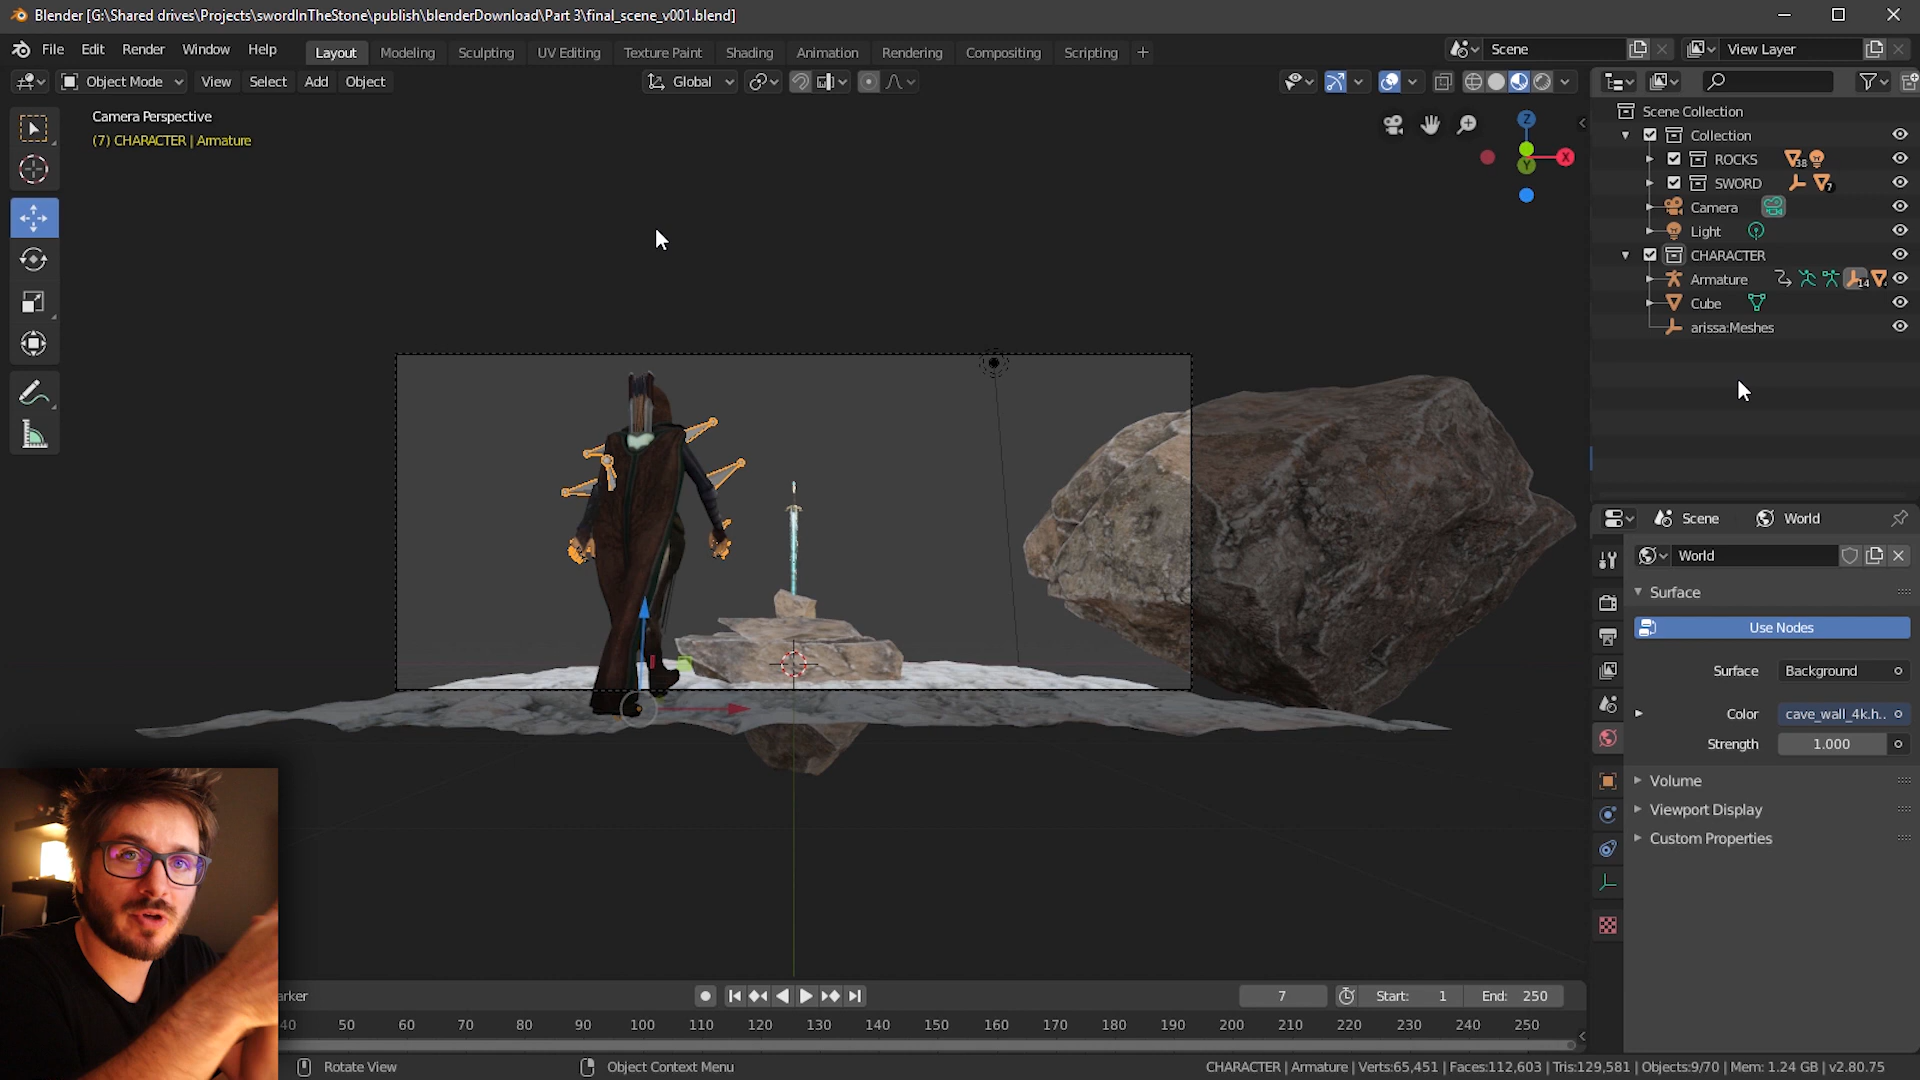 Blender [G:\Shared drives\Projects\swordInTheStone\publish\blenderDownload\Part 3\final_scene_v001.blend]
File Edit Render Window Help Layout Modeling Sculpting UV Editing Texture Paint Shading Animation Rendering Compositing Scripting + Scene View Layer
Object Mode View Select Add Object Global
Camera Perspective
(7) CHARACTER | Armature
Z
X
Y
Scene Collection
Collection
ROCKS 38
SWORD 7
Camera
Light
CHARACTER
Armature 14
Cube
arissa:Meshes
Scene World
World
Surface
Use Nodes
Surface Background
Color cave_wall_4k.h..
Strength 1.000
Volume
Viewport Display
Custom Properties
arker 7 Start: 1 End: 250
40 50 60 70 80 90 100 110 120 130 140 150 160 170 180 190 200 210 220 230 240 250
Rotate View Object Context Menu CHARACTER | Armature | Verts:65,451 | Faces:112,603 | Tris:129,581 | Objects:9/70 | Mem: 1.24 GB | v2.80.75